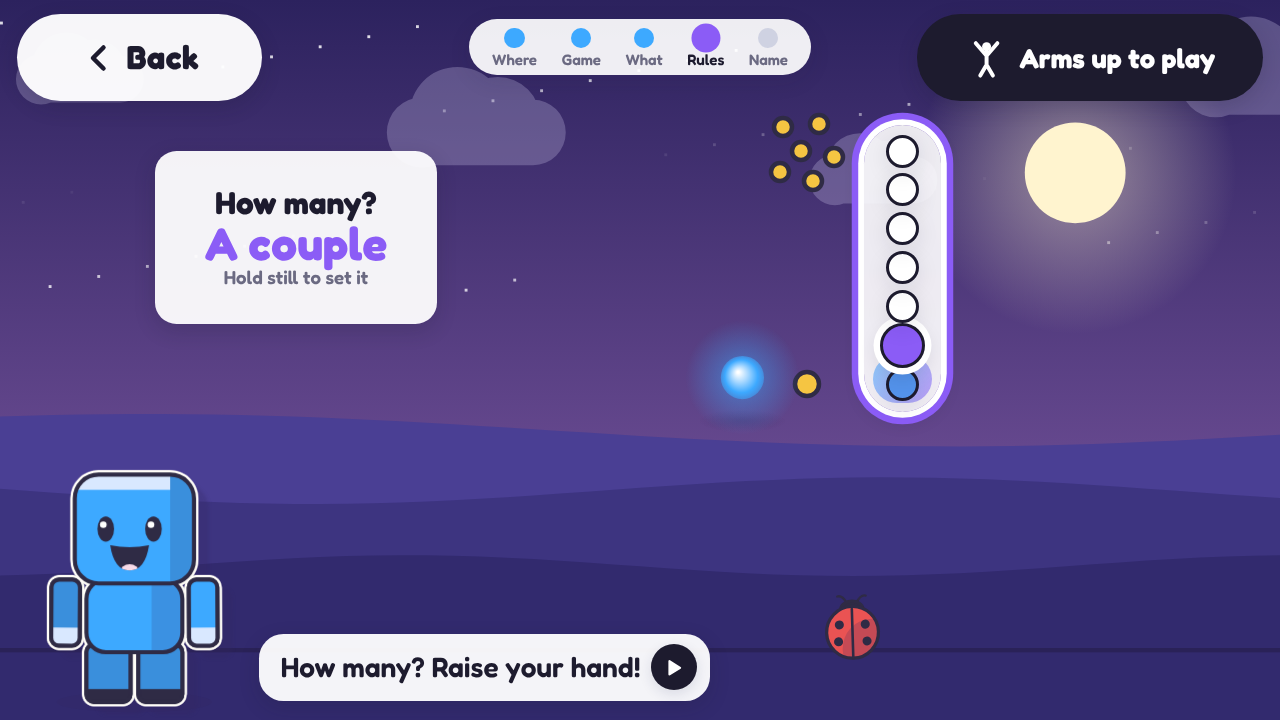 Back
Where Game What Rules Name
Arms up to play
How many?
A couple
Hold still to set it
How many? Raise your hand!